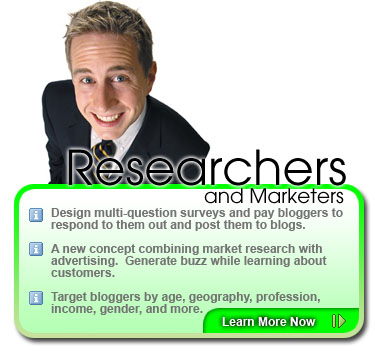 Researchers
and Marketers
Design multi-question surveys and pay bloggers to
respond to them out and post them to blogs.
A new concept combining market research with
advertising.  Generate buzz while learning about
customers.
Target bloggers by age, geography, profession,
income, gender, and more.
Learn More Now